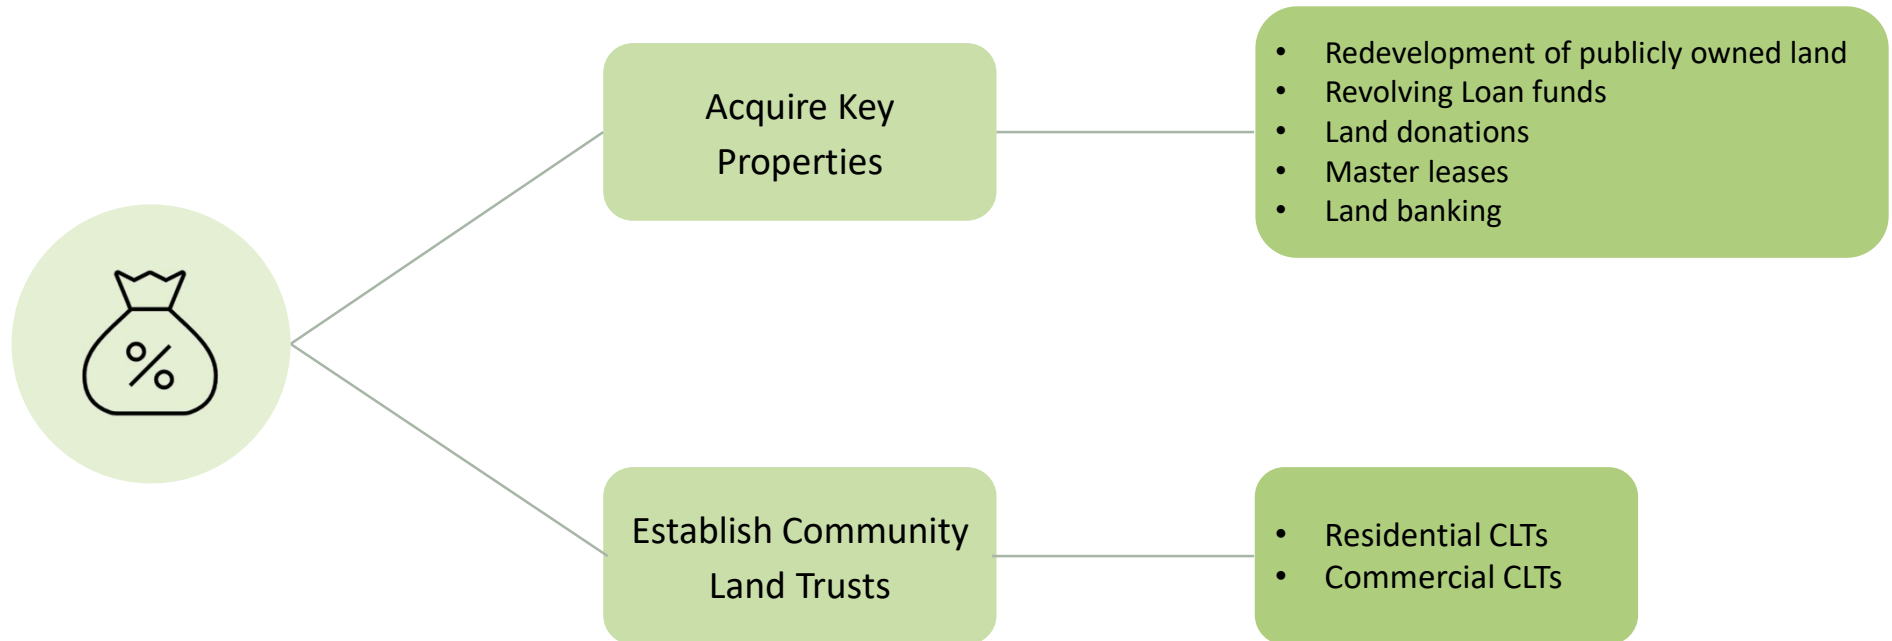 Acquire Key
Properties
• Redevelopment of publicly owned land
• Revolving Loan funds
• Land donations
• Master leases
• Land banking
%
Establish Community
Land Trusts
• Residential CLTs
• Commercial CLTs